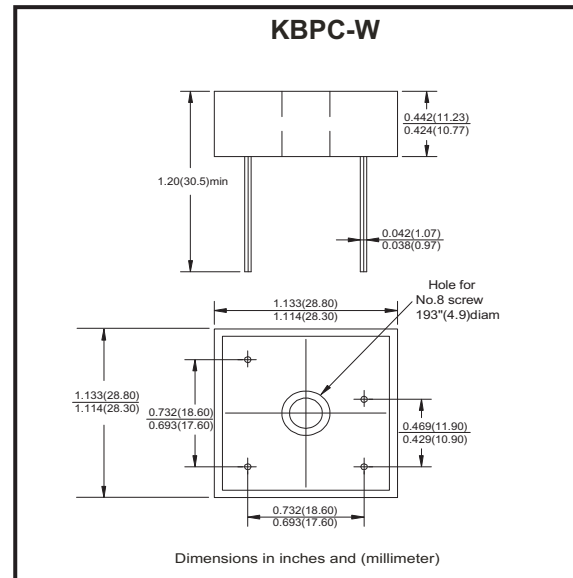 KBPC-W
0.442(11.23)
0.424(10.77)
1.20(30.5)min
0.042(1.07)
0.038(0.97)
Hole for
No.8 screw
193"(4.9)diam
1.133(28.80)
1.114(28.30)
1.133(28.80)
1.114(28.30)
0.732(18.60)
0.693(17.60)
0.469(11.90)
0.429(10.90)
0.732(18.60)
0.693(17.60)
Dimensions in inches and (millimeter)